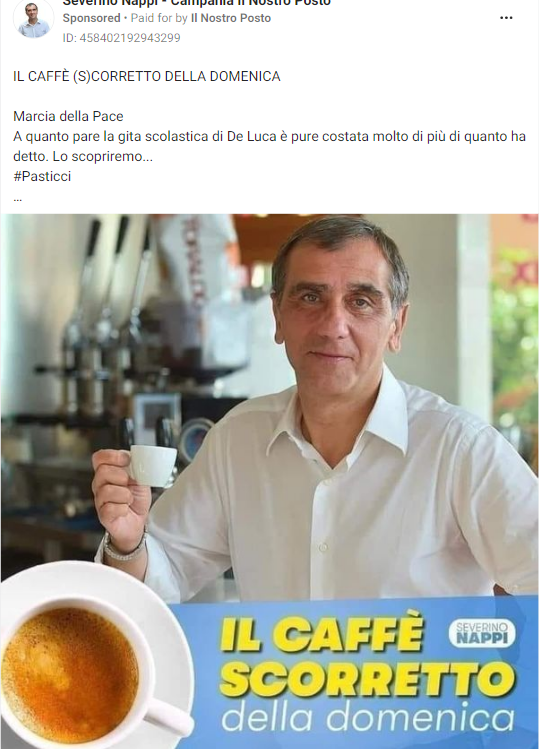 Severino Nappi - Campania Il Nostro Posto
Sponsored • Paid for by Il Nostro Posto
ID: 458402192943299
IL CAFFÈ (S)CORRETTO DELLA DOMENICA
Marcia della Pace
A quanto pare la gita scolastica di De Luca è pure costata molto di più di quanto ha
detto. Lo scopriremo...
#Pasticci
...
IL CAFFÈ
SEVERINO
NAPPI
SCORRETTO
della domenica